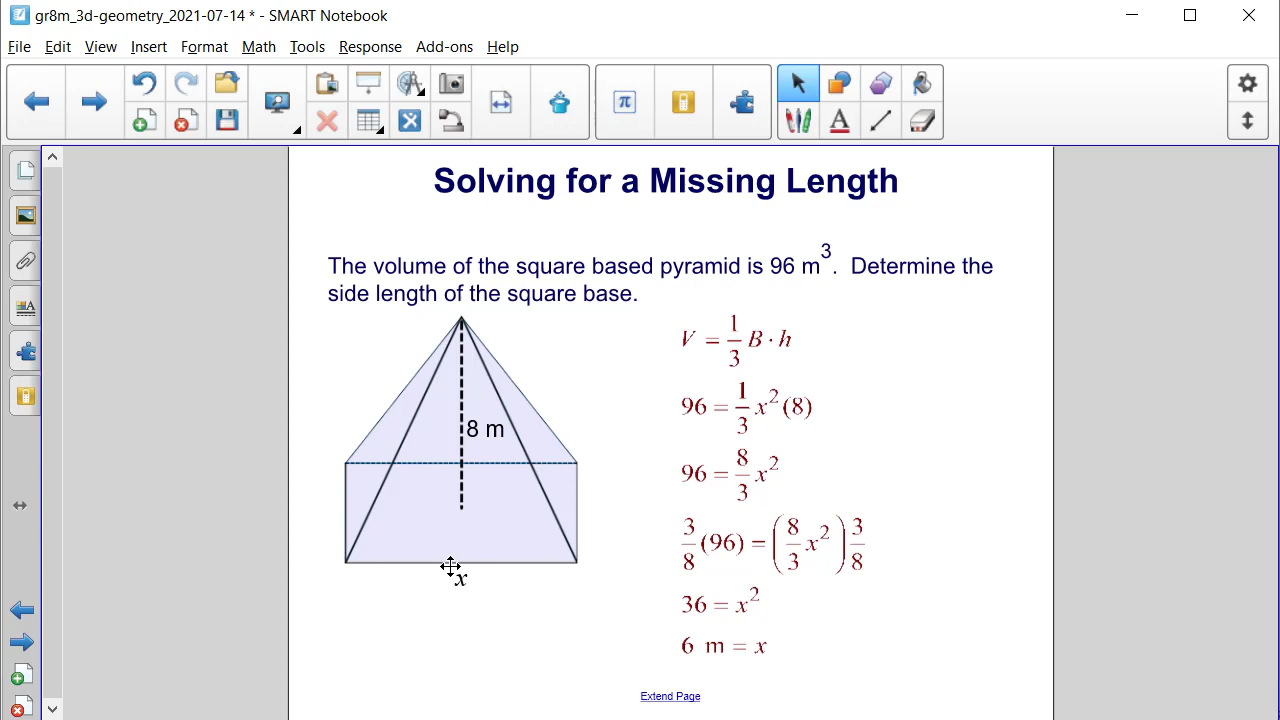 gr8m_3d-geometry_2021-07-14 * - SMART Notebook
File Edit View Insert Format Math Tools Response Add-ons Help
π
A
Solving for a Missing Length
The volume of the square based pyramid is 96 m³. Determine the
side length of the square base.
8 m
x
V = 1/3 B · h
96 = 1/3 x² (8)
96 = 8/3 x²
3/8 (96) = (8/3 x²) 3/8
36 = x²
6 m = x
Extend Page